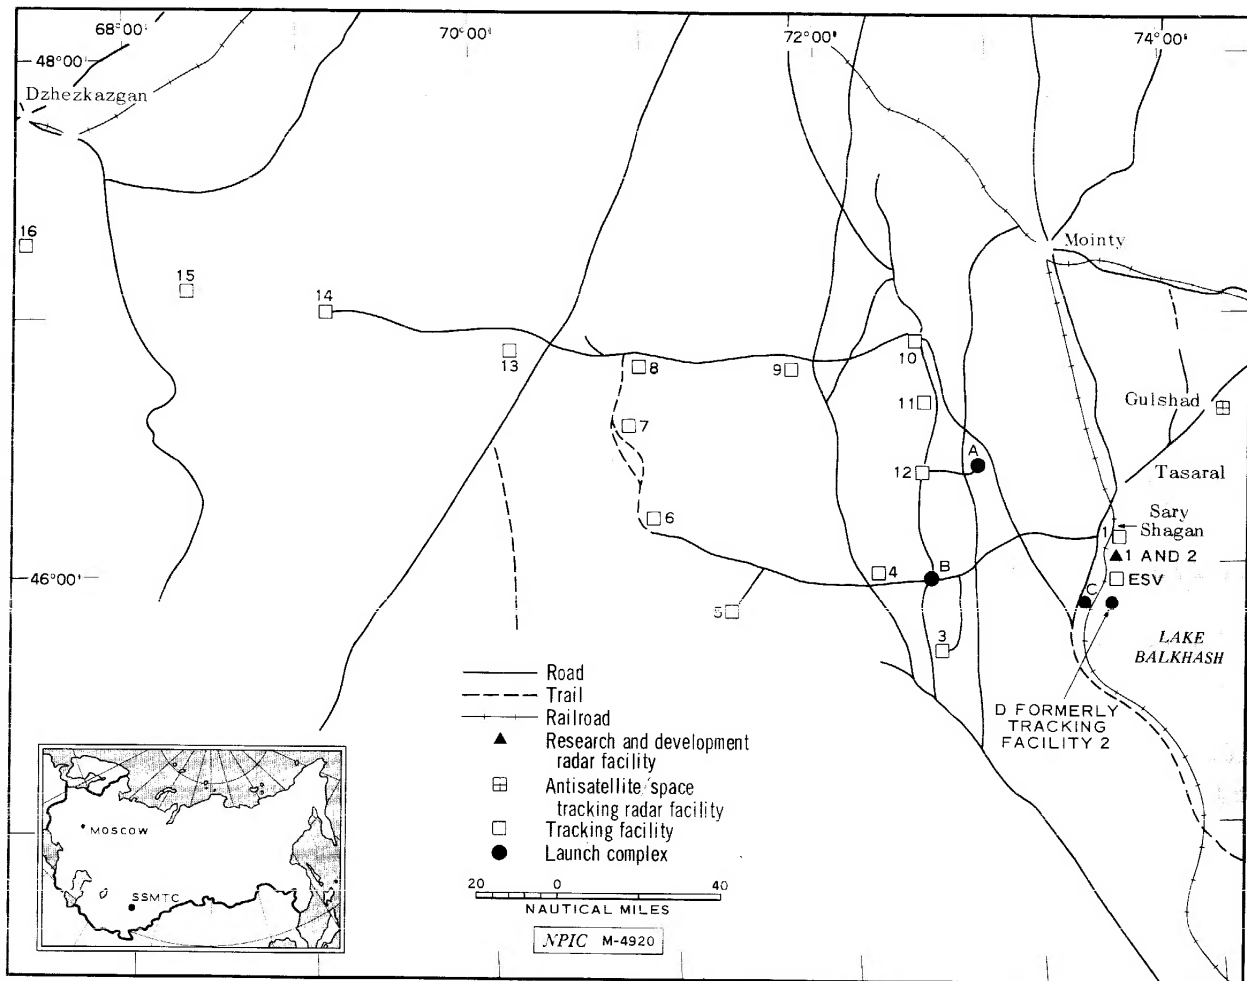 68°00'
70°00'
72°00'
74°00'
48°00'
Dzhezkazgan
16
15
14
13
8
9
10
Mointy
7
11
Gulshad
A
12
Tasaral
6
Sary
Shagan
1
1 AND 2
46°00'
4
B
ESV
5
C
3
LAKE
BALKHASH
D FORMERLY
TRACKING
FACILITY 2
Road
Trail
Railroad
Research and development
radar facility
Antisatellite/space
tracking radar facility
Tracking facility
Launch complex
20 0 40
NAUTICAL MILES
NPIC M-4920
MOSCOW
SSMTC